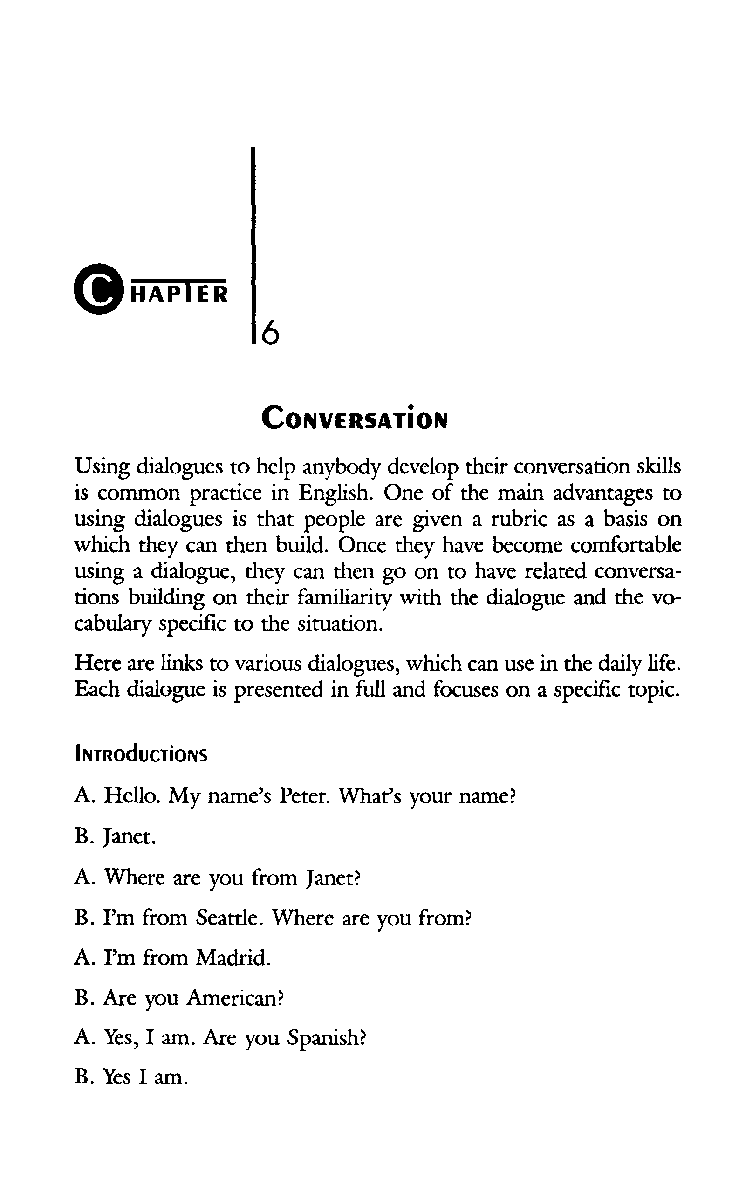 CHAPTER
6
CONVERSATION
Using dialogues to help anybody develop their conversation skills
is common practice in English. One of the main advantages to
using dialogues is that people are given a rubric as a basis on
which they can then build. Once they have become comfortable
using a dialogue, they can then go on to have related conversa-
tions building on their familiarity with the dialogue and the vo-
cabulary specific to the situation.
Here are links to various dialogues, which can use in the daily life.
Each dialogue is presented in full and focuses on a specific topic.
INTRODUCTIONS
A. Hello. My name's Peter. What's your name?
B. Janet.
A. Where are you from Janet?
B. I'm from Seattle. Where are you from?
A. I'm from Madrid.
B. Are you American?
A. Yes, I am. Are you Spanish?
B. Yes I am.